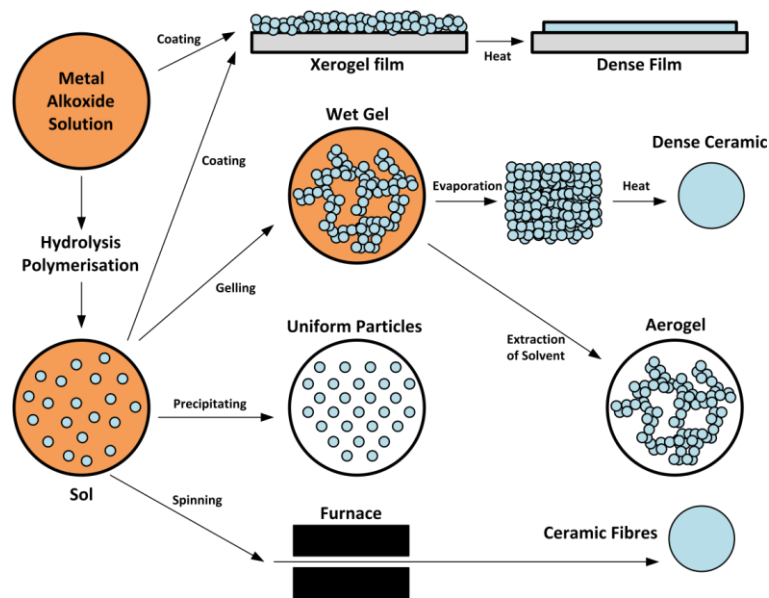 Coating
Xerogel film
Heat
Dense Film
Metal
Alkoxide
Solution
Wet Gel
Coating
Dense Ceramic
Evaporation
Heat
Hydrolysis
Polymerisation
Gelling
Uniform Particles
Extraction
of Solvent
Aerogel
Precipitating
Sol
Spinning
Furnace
Ceramic Fibres